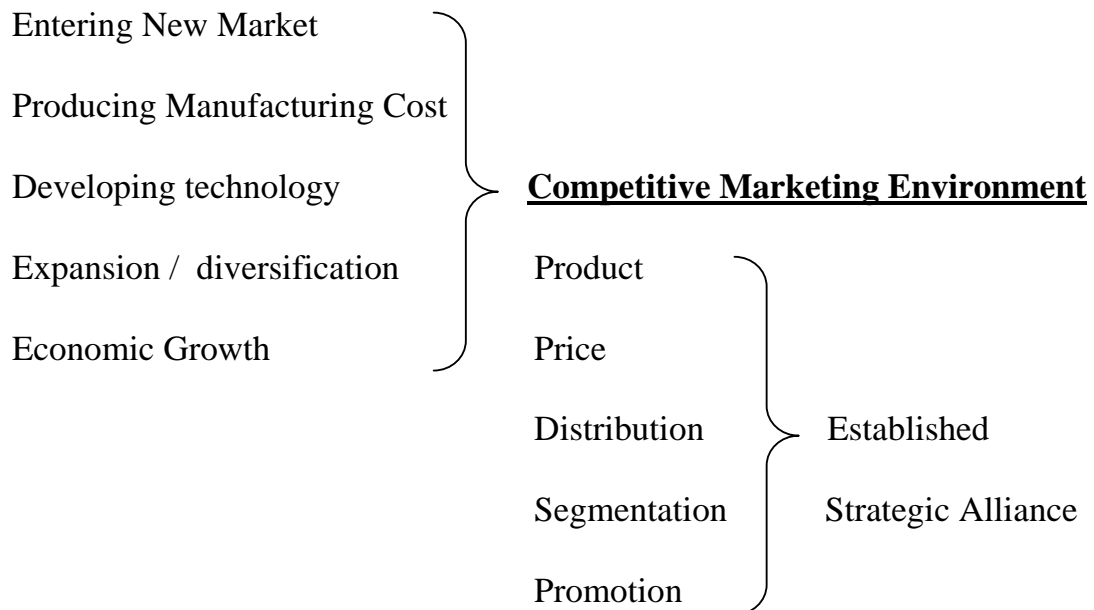 Entering New Market
Producing Manufacturing Cost
Developing technology
Competitive Marketing Environment
Expansion / diversification
Product
Economic Growth
Price
Distribution
Established
Segmentation
Strategic Alliance
Promotion